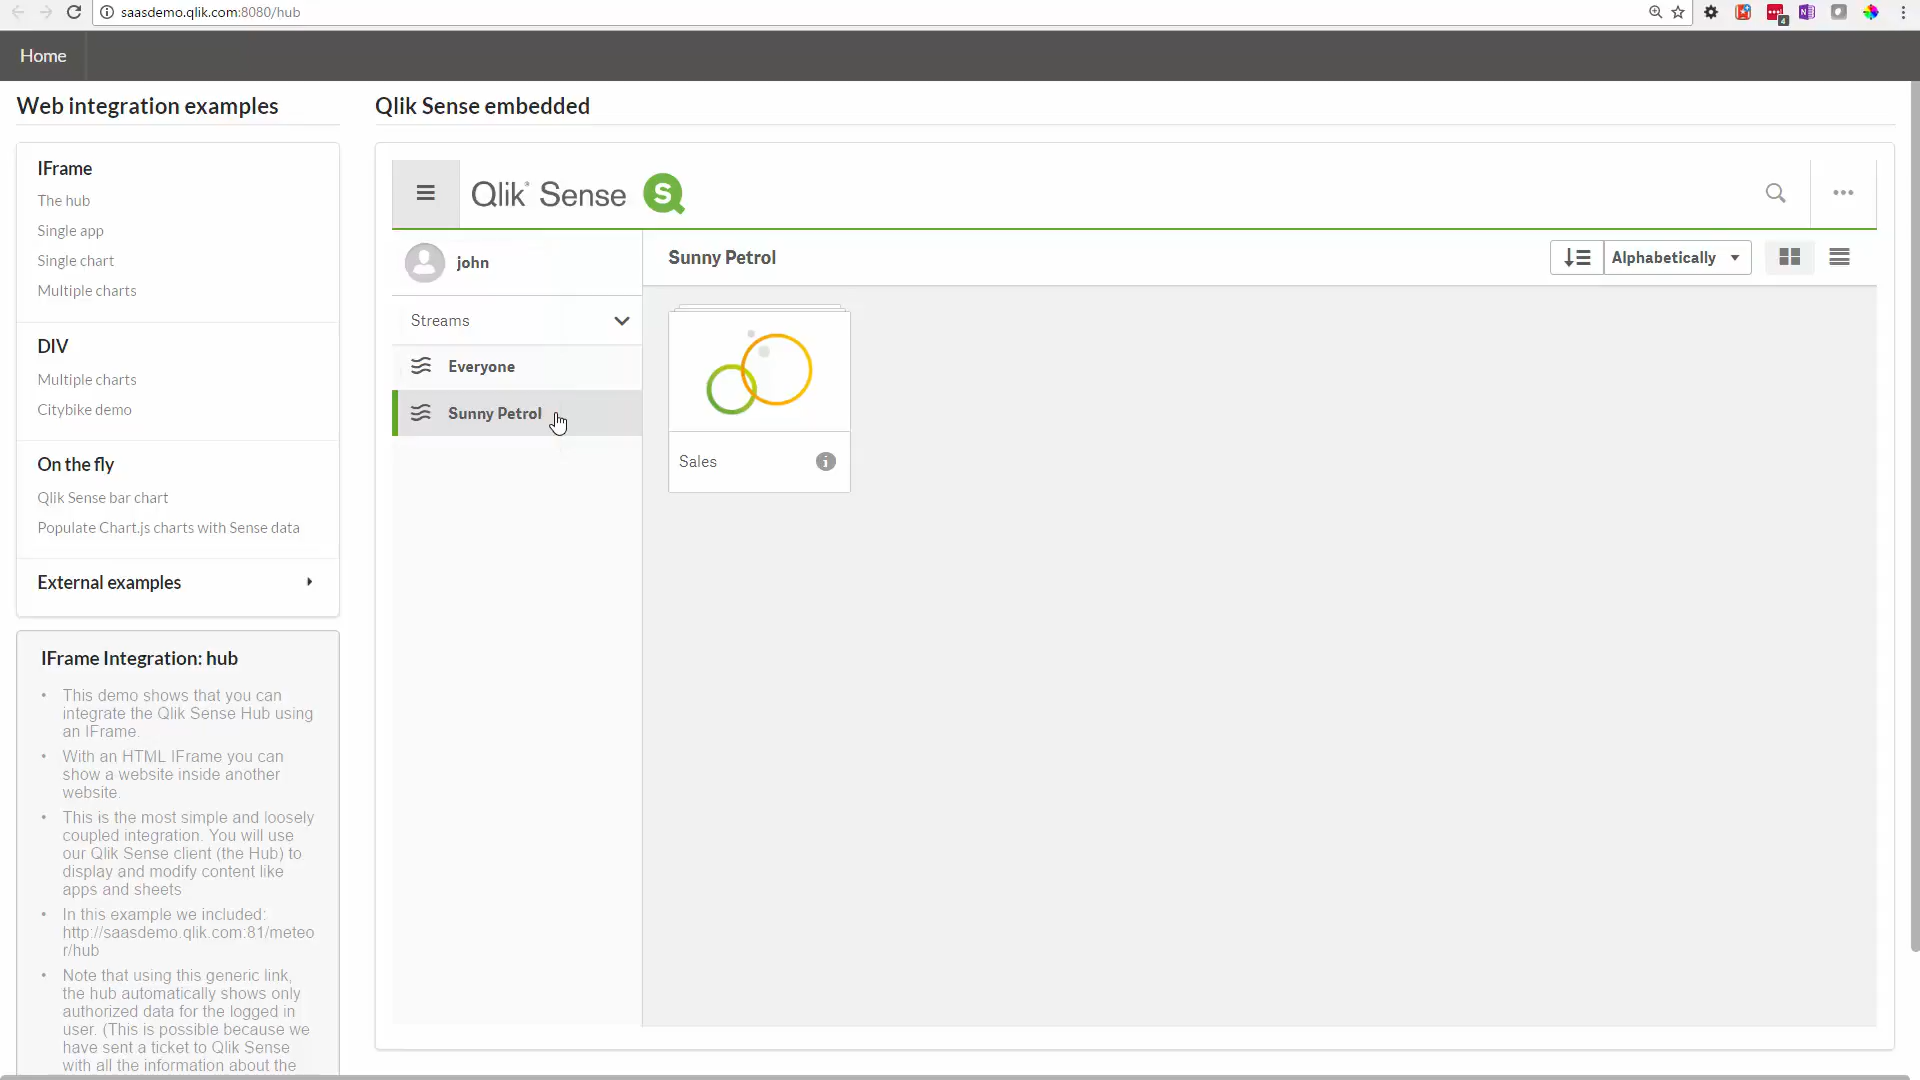 saasdemo.qlik.com:8080/hub
4
Home
Web integration examples
Qlik Sense embedded
IFrame
The hub
Single app
Single chart
Multiple charts
DIV
Multiple charts
Citybike demo
On the fly
Qlik Sense bar chart
Populate Chart.js charts with Sense data
External examples
IFrame Integration: hub
• This demo shows that you can
integrate the Qlik Sense Hub using
an IFrame.
• With an HTML IFrame you can
show a website inside another
website.
• This is the most simple and loosely
coupled integration. You will use
our Qlik Sense client (the Hub) to
display and modify content like
apps and sheets
• In this example we included:
http://saasdemo.qlik.com:81/meteo
r/hub
• Note that using this generic link,
the hub automatically shows only
authorized data for the logged in
user. (This is possible because we
have sent a ticket to Qlik Sense
with all the information about the
Qlik Sense S
john
Streams
Everyone
Sunny Petrol
Sunny Petrol
Alphabetically
Sales